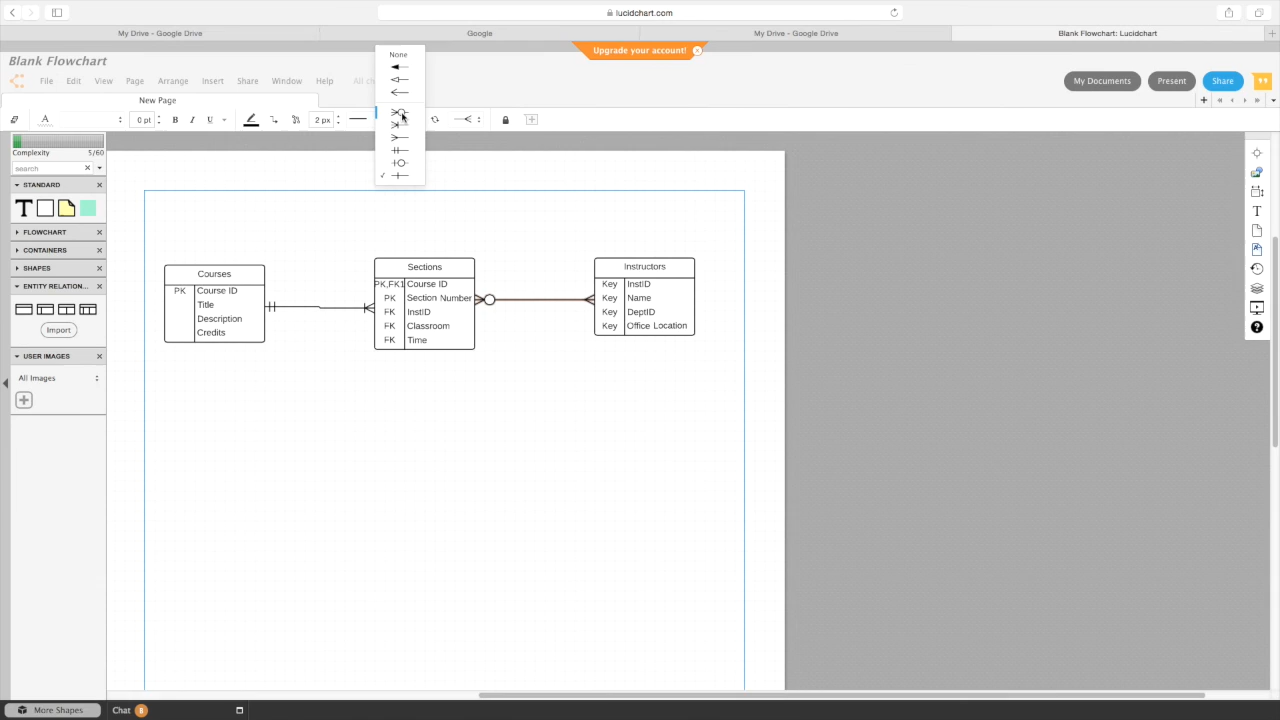 lucidchart.com
My Drive - Google Drive
Google
My Drive - Google Drive
Blank Flowchart: Lucidchart
Upgrade your account!
Blank Flowchart
File Edit View Page Arrange Insert Share Window Help All
My Documents
Present
Share
New Page
None
0 pt
B I U
2 px
Complexity 5/60
search
STANDARD
T
FLOWCHART
CONTAINERS
SHAPES
ENTITY RELATION...
Import
USER IMAGES
All Images
Courses
PK Course ID
Title
Description
Credits
Sections
PK,FK1 Course ID
PK Section Number
FK InstID
FK Classroom
FK Time
Instructors
Key InstID
Key Name
Key DeptID
Key Office Location
More Shapes
Chat